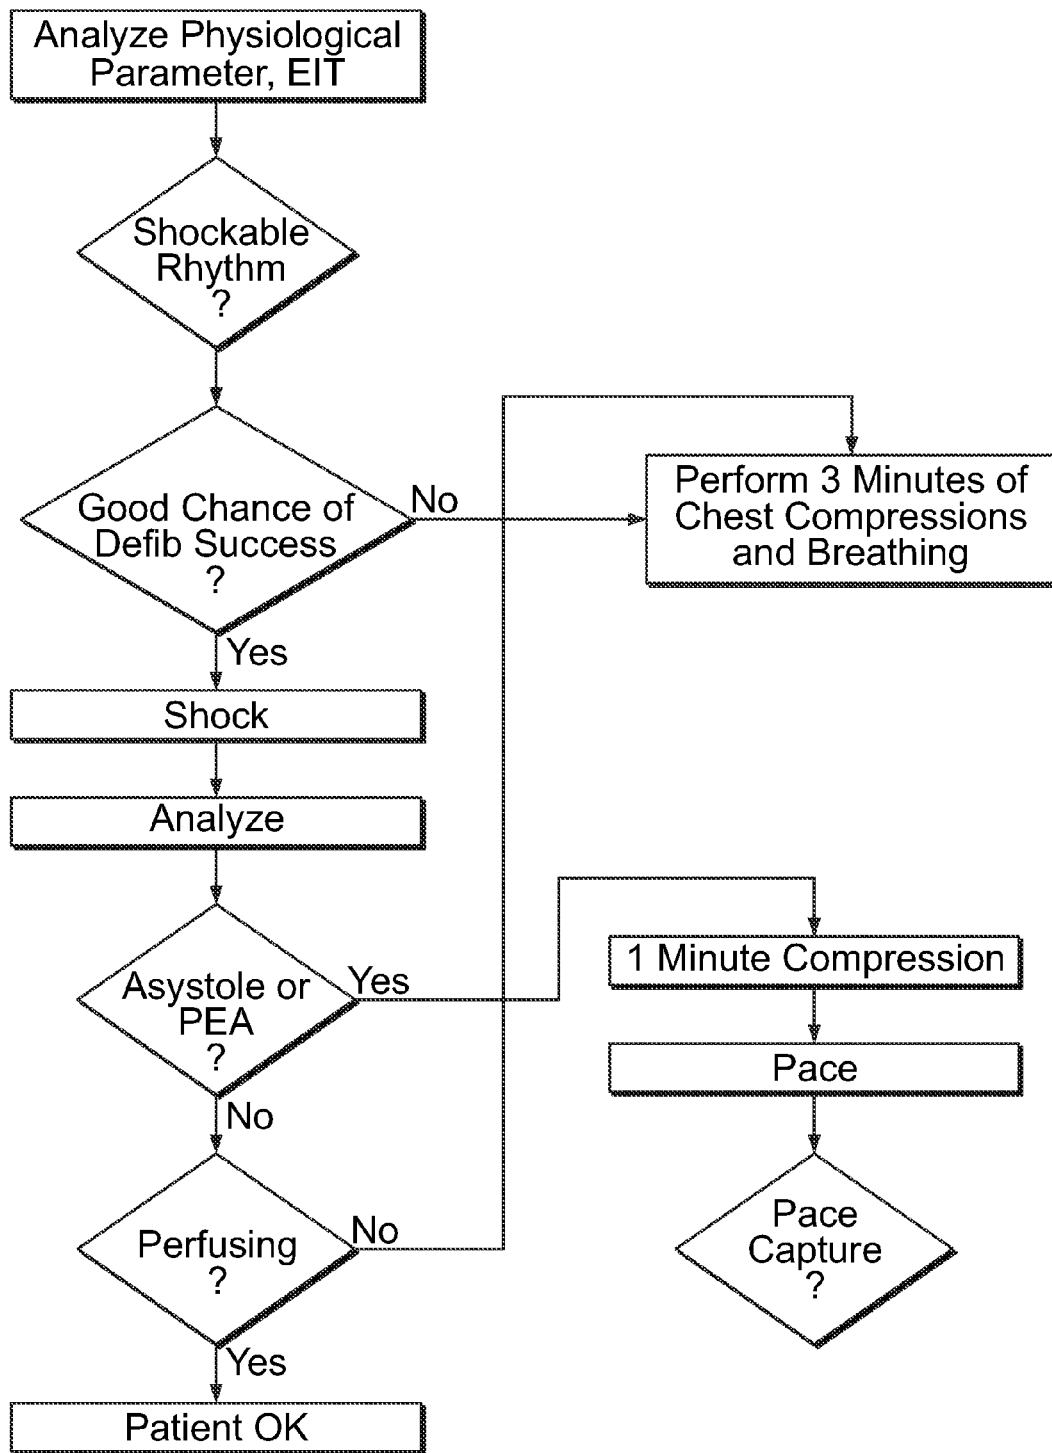 Analyze Physiological
Parameter, EIT
Shockable
Rhythm
?
Good Chance of
Defib Success
?
No
Perform 3 Minutes of
Chest Compressions
and Breathing
Yes
Shock
Analyze
Asystole or
PEA
?
Yes
1 Minute Compression
Pace
No
Pace
Capture
?
Perfusing
?
No
Yes
Patient OK